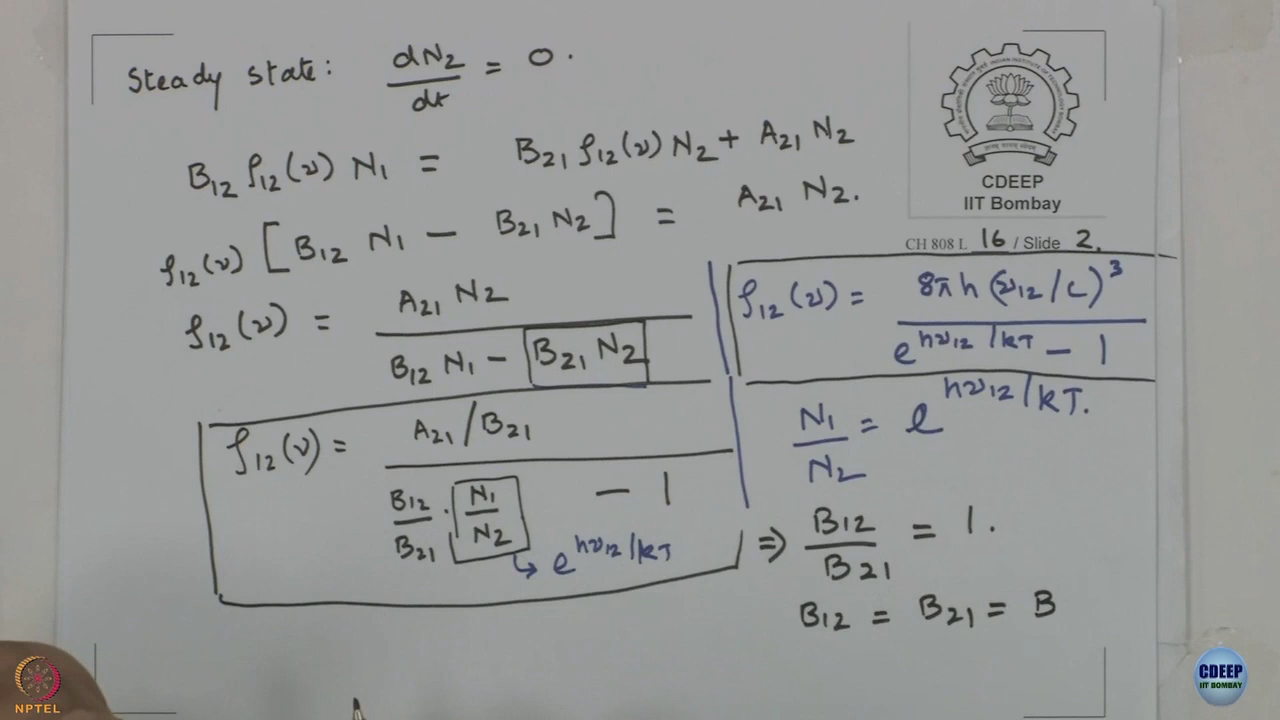 Steady state: dN₂/dt = 0.
B₁₂ ρ₁₂(ν) N₁ = B₂₁ ρ₁₂(ν) N₂ + A₂₁ N₂
ρ₁₂(ν) [B₁₂ N₁ − B₂₁ N₂] = A₂₁ N₂.
ρ₁₂(ν) = A₂₁ N₂ / (B₁₂ N₁ − B₂₁ N₂)
ρ₁₂(ν) = (A₂₁/B₂₁) / (B₁₂/B₂₁ · N₁/N₂ − 1)
↳ e^(hν₁₂/kT)
CDEEP
IIT Bombay
CH 808 L 16 / Slide 2.
ρ₁₂(ν) = 8πh (ν₁₂/c)³ / (e^(hν₁₂/kT) − 1)
N₁/N₂ = e^(hν₁₂/kT).
⇒ B₁₂/B₂₁ = 1.
B₁₂ = B₂₁ = B
NPTEL
CDEEP
IIT BOMBAY